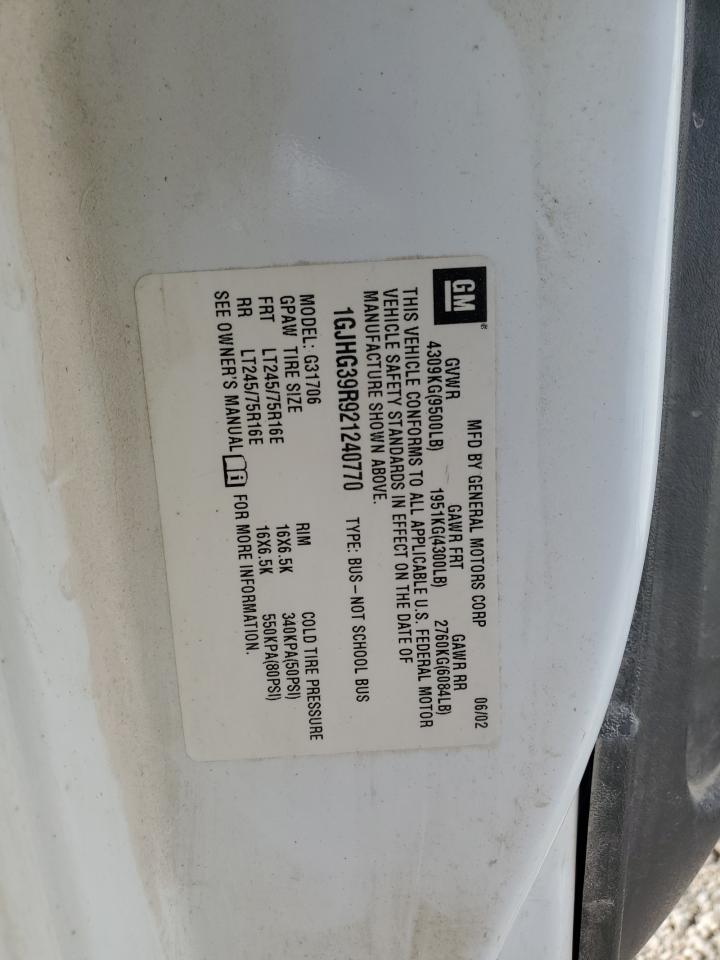 GM®
MFD BY GENERAL MOTORS CORP 06/02
GVWR GAWR FRT GAWR RR
4309KG(9500LB) 1951KG(4300LB) 2760KG(6084LB)
THIS VEHICLE CONFORMS TO ALL APPLICABLE U.S. FEDERAL MOTOR
VEHICLE SAFETY STANDARDS IN EFFECT ON THE DATE OF
MANUFACTURE SHOWN ABOVE.
1GJHG39R921240770 TYPE: BUS-NOT SCHOOL BUS
MODEL: G31706
GPAW TIRE SIZE RIM COLD TIRE PRESSURE
FRT LT245/75R16E 16X6.5K 340KPA(50PSI)
RR LT245/75R16E 16X6.5K 550KPA(80PSI)
SEE OWNER'S MANUAL FOR MORE INFORMATION.